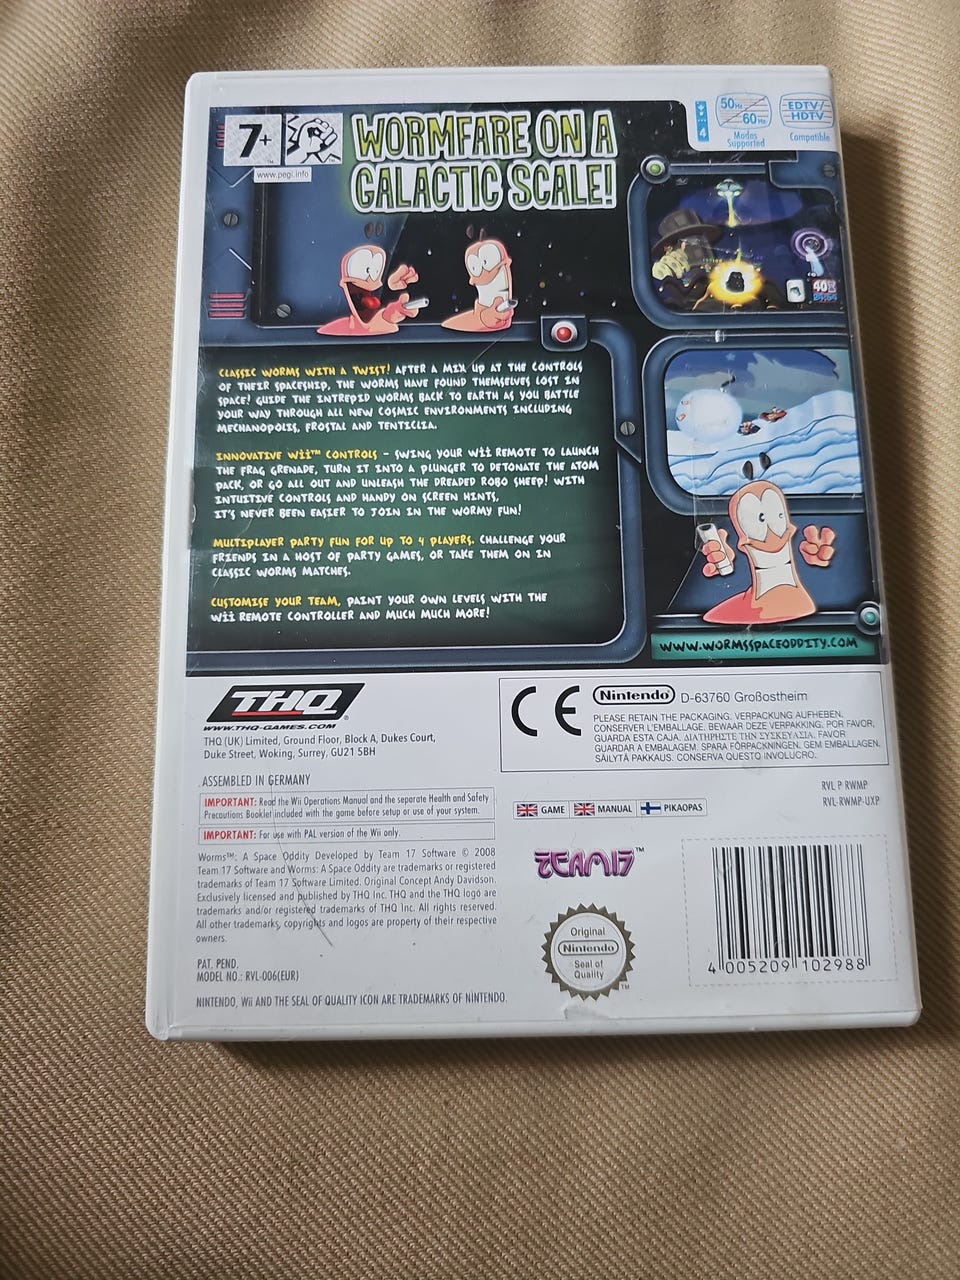 7+
www.pegi.info
WORMFARE ON A
GALACTIC SCALE!
4
50Hz
60Hz
Modes
Supported
EDTV/
HDTV
Compatible
CLASSIC WORMS WITH A TWIST! AFTER A MIX UP AT THE CONTROLS
OF THEIR SPACESHIP, THE WORMS HAVE FOUND THEMSELVES LOST IN
SPACE! GUIDE THE INTREPID WORMS BACK TO EARTH AS YOU BATTLE
YOUR WAY THROUGH ALL NEW COSMIC ENVIRONMENTS INCLUDING
MECHANOPOLIS, FROSTAL AND TENTICLIA.
INNOVATIVE Wii™ CONTROLS - SWING YOUR Wii REMOTE TO LAUNCH
THE FRAG GRENADE, TURN IT INTO A PLUNGER TO DETONATE THE ATOM
PACK, OR GO ALL OUT AND UNLEASH THE DREADED ROBO SHEEP! WITH
INTUITIVE CONTROLS AND HANDY ON SCREEN HINTS,
IT'S NEVER BEEN EASIER TO JOIN IN THE WORMY FUN!
MULTIPLAYER PARTY FUN FOR UP TO 4 PLAYERS. CHALLENGE YOUR
FRIENDS IN A HOST OF PARTY GAMES, OR TAKE THEM ON IN
CLASSIC WORMS MATCHES.
CUSTOMISE YOUR TEAM, PAINT YOUR OWN LEVELS WITH THE
Wii REMOTE CONTROLLER AND MUCH MUCH MORE!
WWW.WORMSSPACEODDITY.COM
THQ®
WWW.THQ-GAMES.COM
THQ (UK) Limited, Ground Floor, Block A, Dukes Court,
Duke Street, Woking, Surrey, GU21 5BH
CE
Nintendo® D-63760 Großostheim
PLEASE RETAIN THE PACKAGING. VERPACKUNG AUFHEBEN.
CONSERVER L'EMBALLAGE. BEWAAR DEZE VERPAKKING. POR FAVOR,
GUARDA ESTA CAJA. ΔΙΑΤΗΡΗΣΤΕ ΤΗΝ ΣΥΣΚΕΥΑΣΙΑ. FAVOR
GUARDAR A EMBALAGEM. SPARA FÖRPACKNINGEN. GEM EMBALLAGEN.
SÄILYTÄ PAKKAUS. CONSERVA QUESTO INVOLUCRO.
ASSEMBLED IN GERMANY
IMPORTANT: Read the Wii Operations Manual and the separate Health and Safety
Precautions Booklet included with the game before setup or use of your system.
IMPORTANT: For use with PAL version of the Wii only.
GAME
MANUAL
PIKAOPAS
RVL P RWMP
RVL-RWMP-UXP
Worms™: A Space Oddity Developed by Team 17 Software © 2008
Team 17 Software and Worms: A Space Oddity are trademarks or registered
trademarks of Team 17 Software Limited. Original Concept Andy Davidson.
Exclusively licensed and published by THQ Inc. THQ and the THQ logo are
trademarks and/or registered trademarks of THQ Inc. All rights reserved.
All other trademarks, copyrights and logos are property of their respective
owners.
TEAM17™
Original
Nintendo
Seal of
Quality
™
PAT. PEND.
MODEL NO.: RVL-006(EUR)
NINTENDO, Wii AND THE SEAL OF QUALITY ICON ARE TRADEMARKS OF NINTENDO.
4 005209 102988